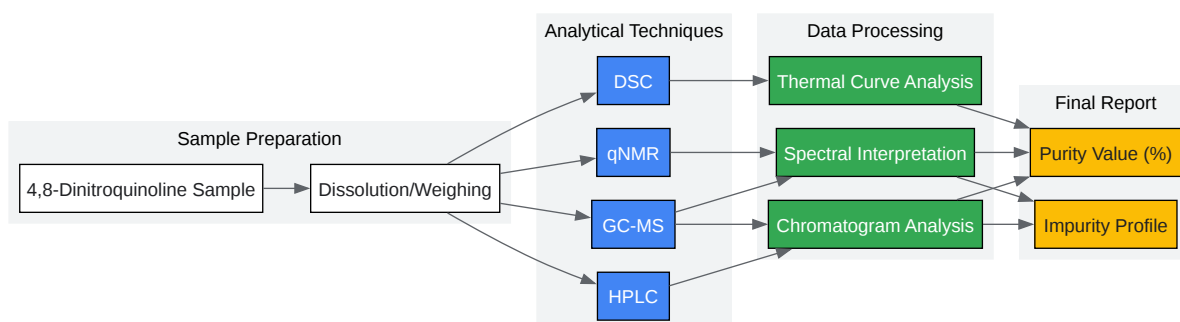 Sample Preparation
4,8-Dinitroquinoline Sample
Dissolution/Weighing
Analytical Techniques
DSC
qNMR
GC-MS
HPLC
Data Processing
Thermal Curve Analysis
Spectral Interpretation
Chromatogram Analysis
Final Report
Purity Value (%)
Impurity Profile